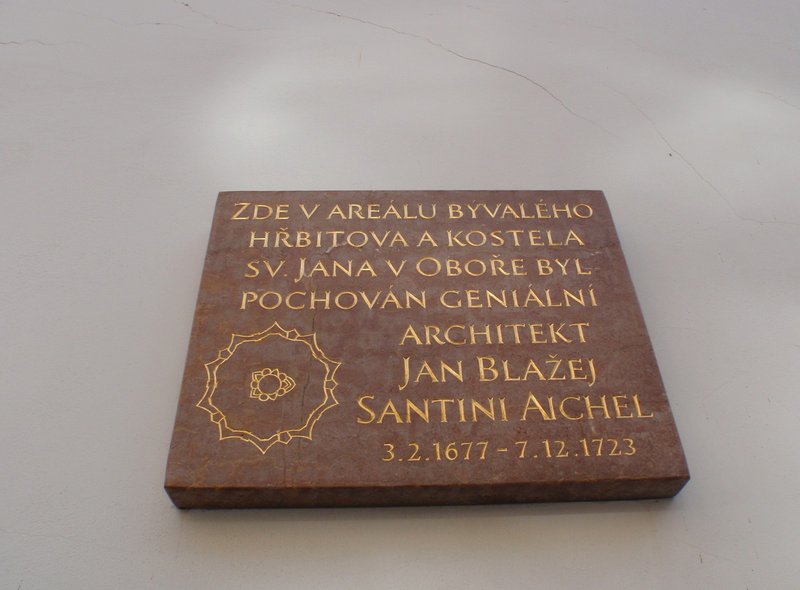 ZDE V AREÁLU BÝVALÉHO
HŘBITOVA A KOSTELA
SV. JANA V OBOŘE BYL
POCHOVÁN GENIÁLNÍ
ARCHITEKT
JAN BLAŽEJ
SANTINI AICHEL
3.2.1677 - 7.12.1723